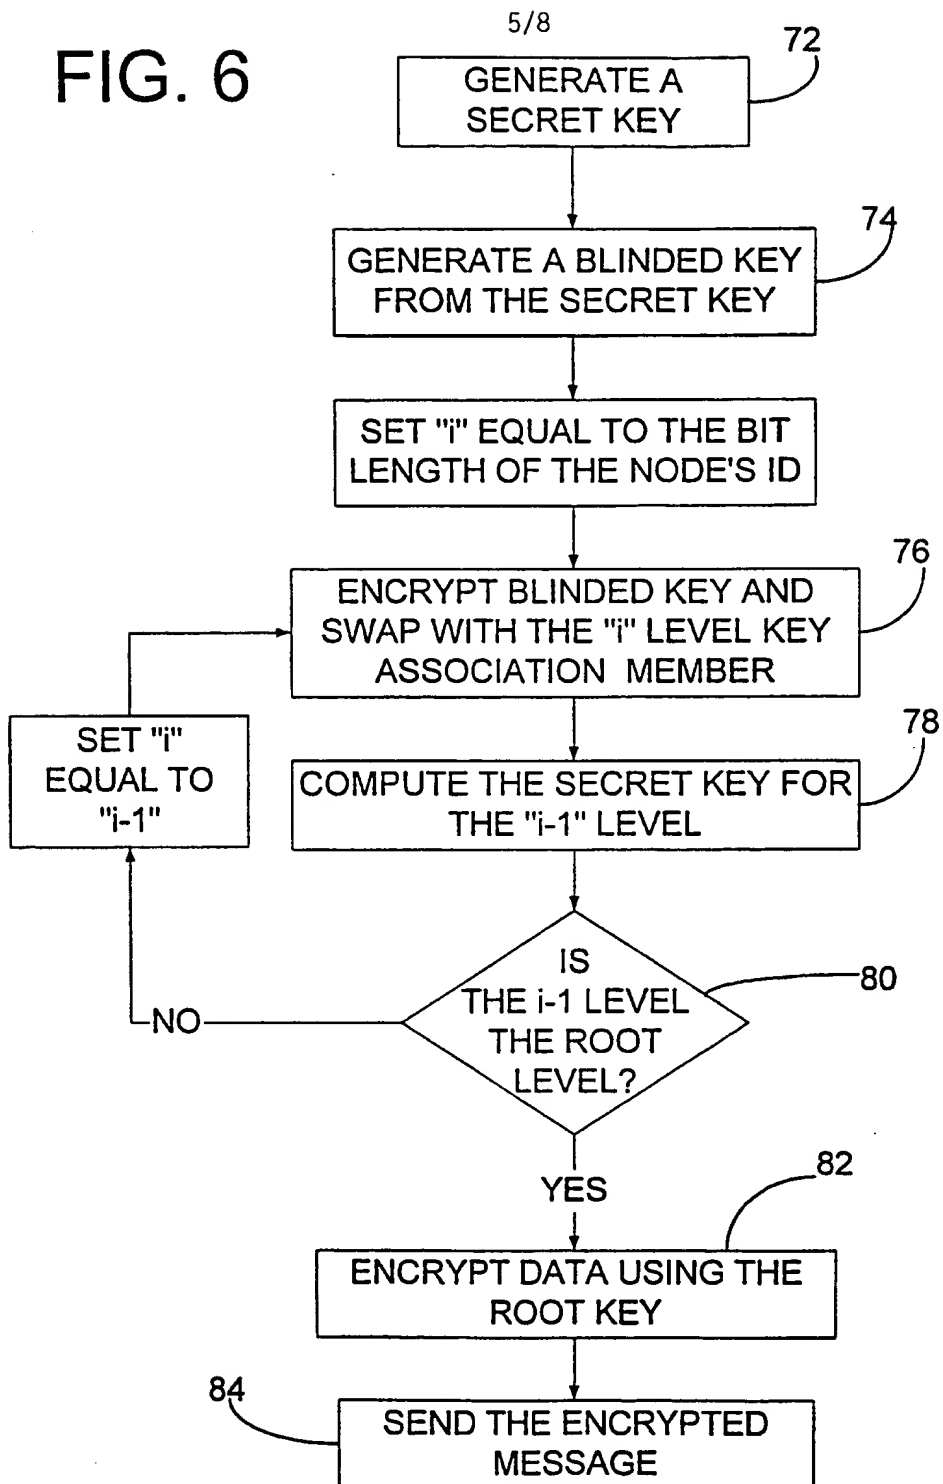 5/8
FIG. 6
72
GENERATE A
SECRET KEY
74
GENERATE A BLINDED KEY
FROM THE SECRET KEY
SET "i" EQUAL TO THE BIT
LENGTH OF THE NODE'S ID
76
ENCRYPT BLINDED KEY AND
SWAP WITH THE "i" LEVEL KEY
ASSOCIATION MEMBER
SET "i"
EQUAL TO
"i-1"
78
COMPUTE THE SECRET KEY FOR
THE "i-1" LEVEL
IS
THE i-1 LEVEL
THE ROOT
LEVEL?
80
NO
YES
82
ENCRYPT DATA USING THE
ROOT KEY
84
SEND THE ENCRYPTED
MESSAGE